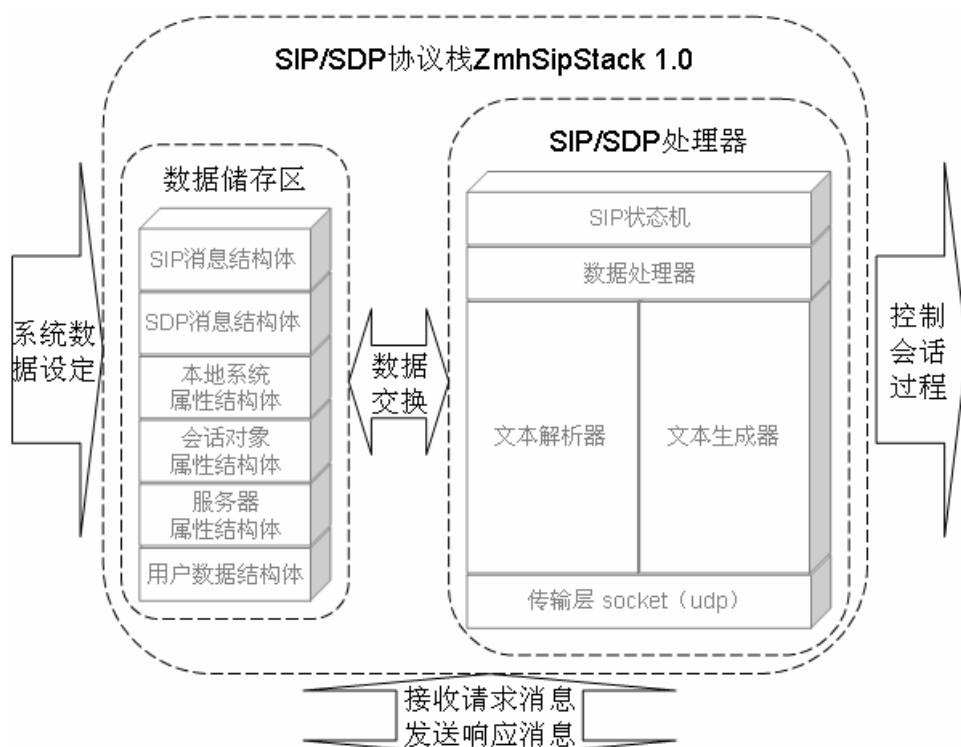 SIP/SDP协议栈ZmhSipStack 1.0
数据储存区
SIP消息结构体
SDP消息结构体
本地系统
属性结构体
会话对象
属性结构体
服务器
属性结构体
用户数据结构体
SIP/SDP处理器
SIP状态机
数据处理器
文本解析器
文本生成器
传输层 socket（udp）
系统数
据设定
数据
交换
控制
会话
过程
接收请求消息
发送响应消息